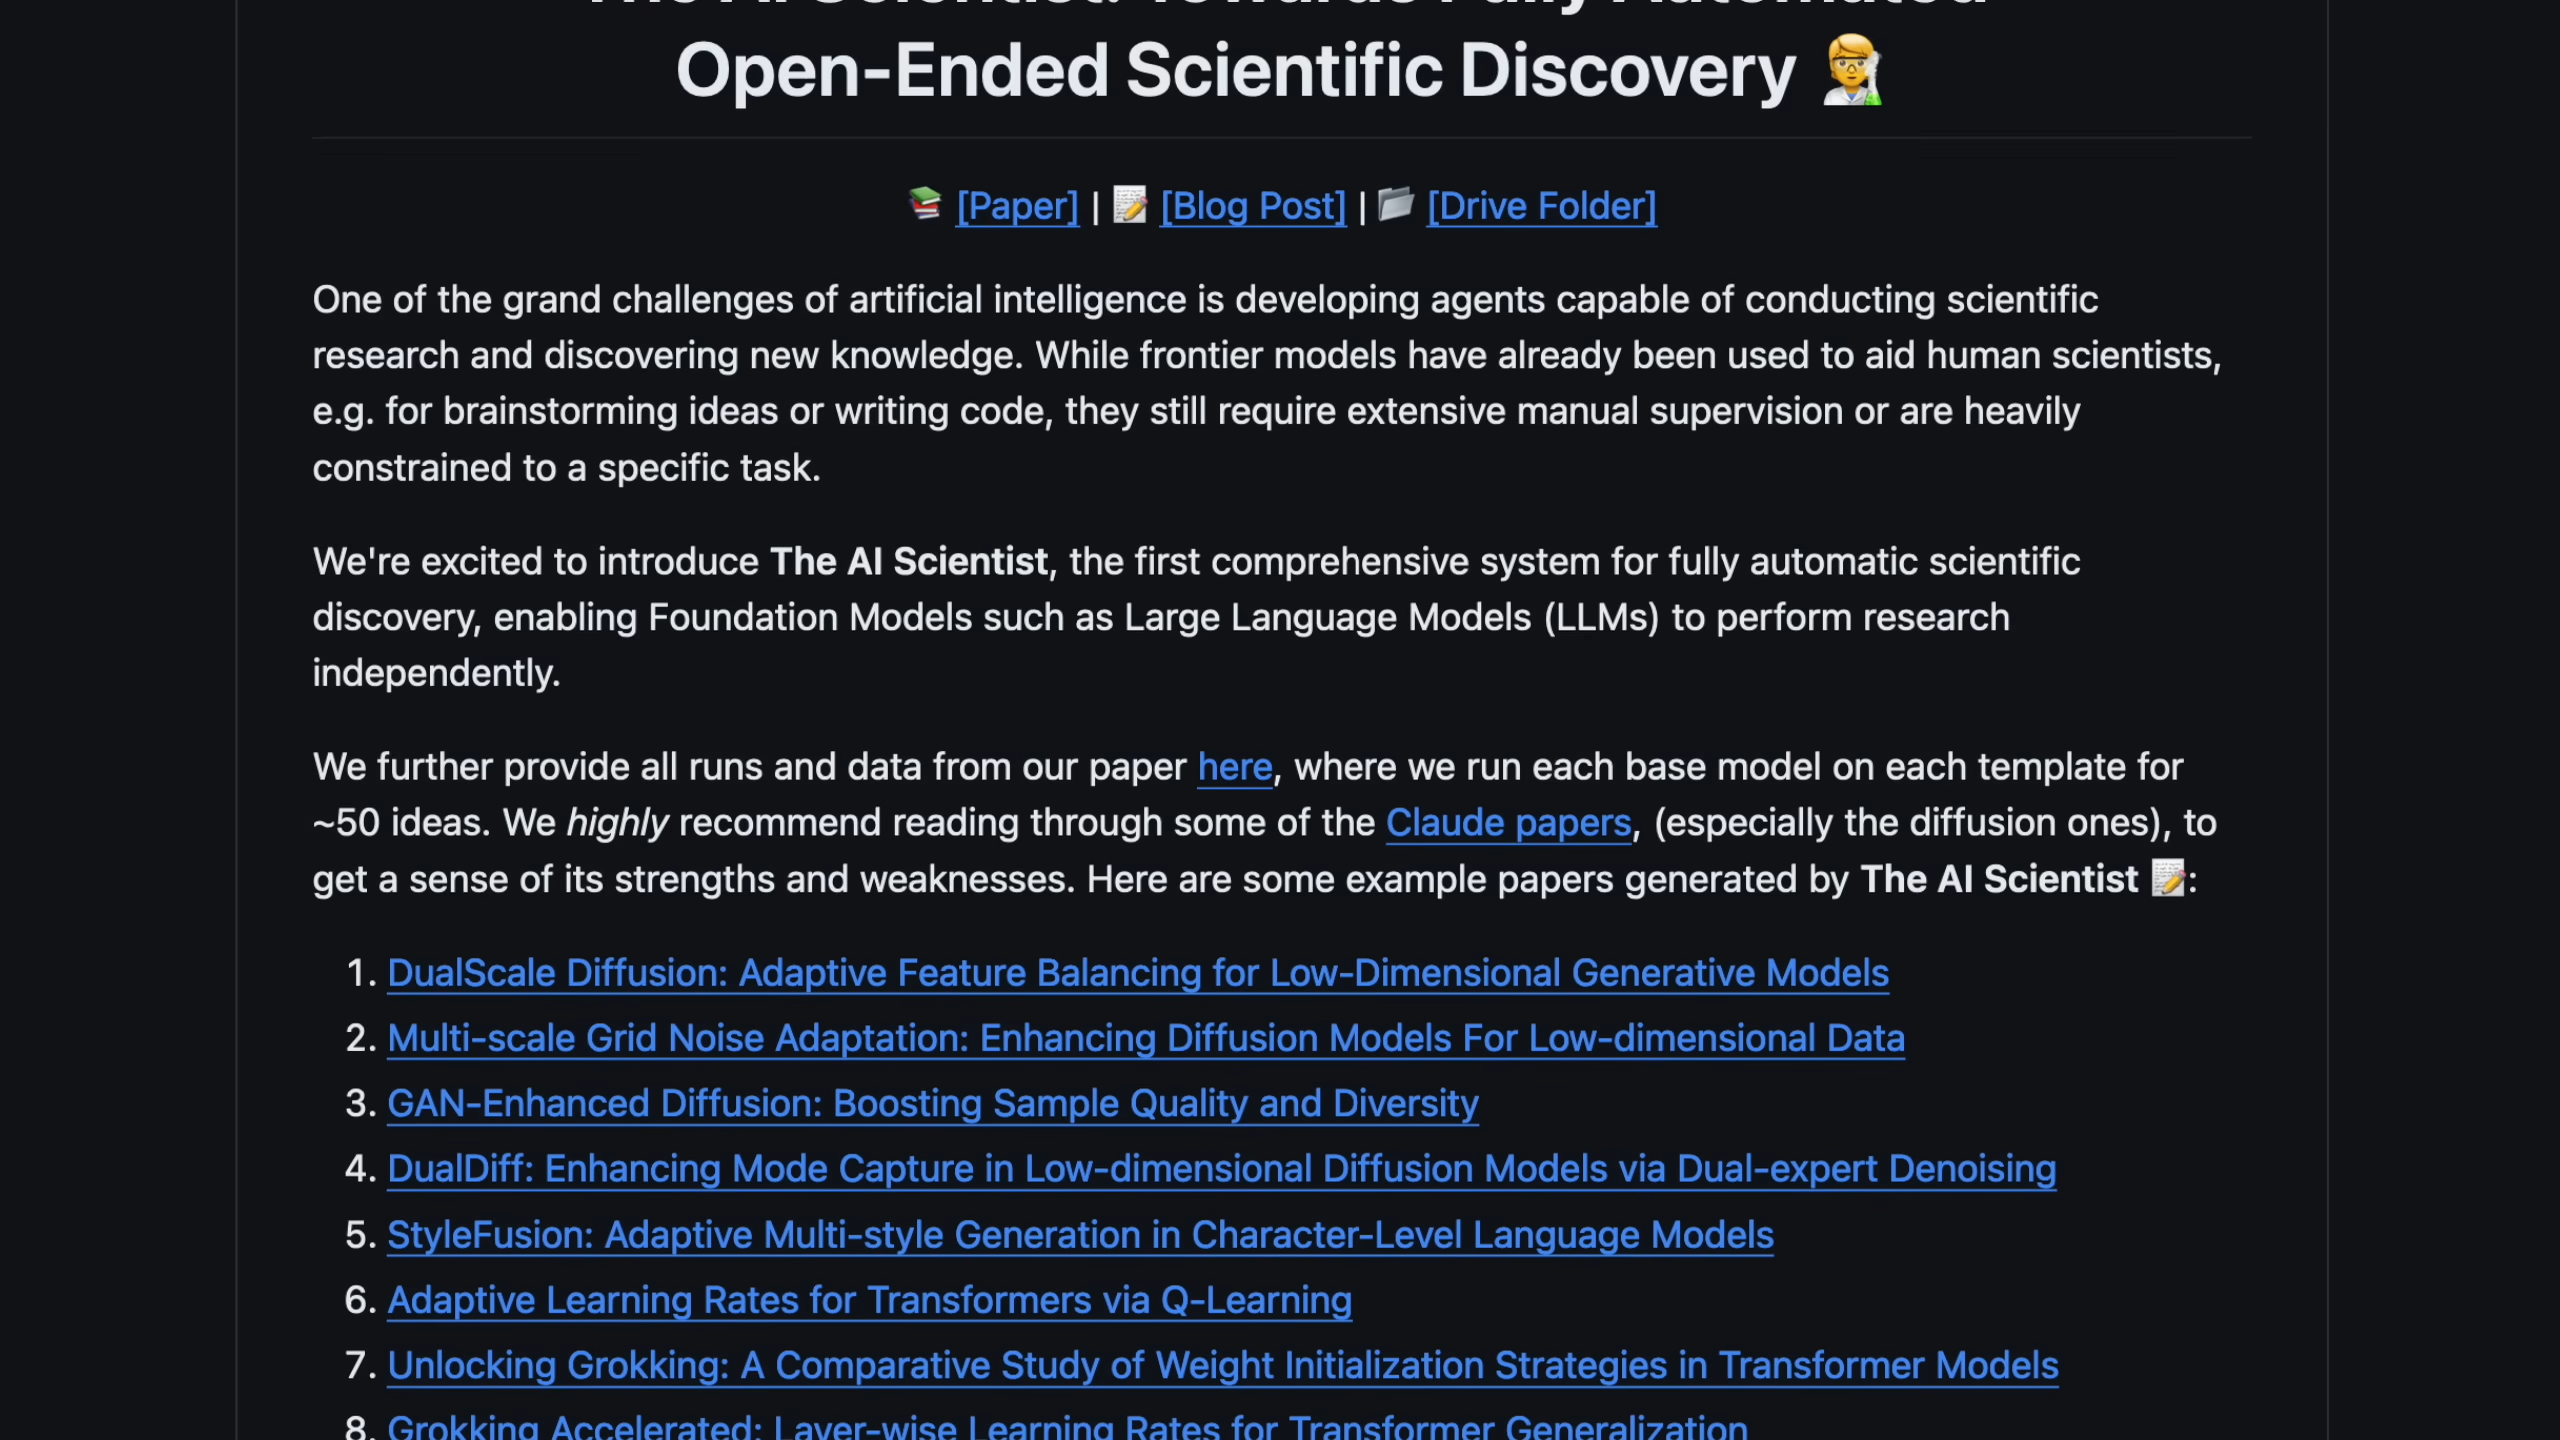 The AI Scientist: Towards Fully Automated
Open-Ended Scientific Discovery 🧑‍🔬
📚 [Paper] | 📝 [Blog Post] | 📂 [Drive Folder]
One of the grand challenges of artificial intelligence is developing agents capable of conducting scientific
research and discovering new knowledge. While frontier models have already been used to aid human scientists,
e.g. for brainstorming ideas or writing code, they still require extensive manual supervision or are heavily
constrained to a specific task.
We're excited to introduce The AI Scientist, the first comprehensive system for fully automatic scientific
discovery, enabling Foundation Models such as Large Language Models (LLMs) to perform research
independently.
We further provide all runs and data from our paper here, where we run each base model on each template for
~50 ideas. We highly recommend reading through some of the Claude papers, (especially the diffusion ones), to
get a sense of its strengths and weaknesses. Here are some example papers generated by The AI Scientist 📝:
1. DualScale Diffusion: Adaptive Feature Balancing for Low-Dimensional Generative Models
2. Multi-scale Grid Noise Adaptation: Enhancing Diffusion Models For Low-dimensional Data
3. GAN-Enhanced Diffusion: Boosting Sample Quality and Diversity
4. DualDiff: Enhancing Mode Capture in Low-dimensional Diffusion Models via Dual-expert Denoising
5. StyleFusion: Adaptive Multi-style Generation in Character-Level Language Models
6. Adaptive Learning Rates for Transformers via Q-Learning
7. Unlocking Grokking: A Comparative Study of Weight Initialization Strategies in Transformer Models
8. Grokking Accelerated: Layer-wise Learning Rates for Transformer Generalization